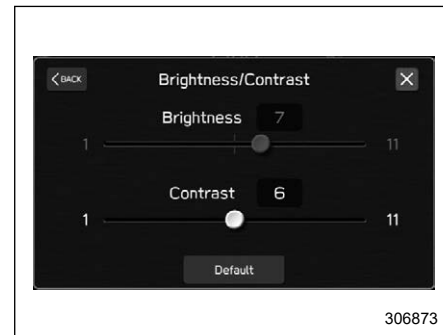 BACK Brightness/Contrast
Brightness 7
1 11
Contrast 6
1 11
Default
306873